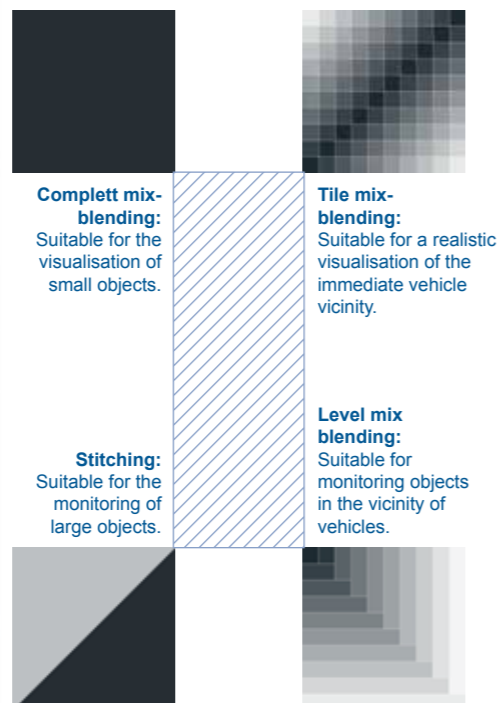 Complett mix-
blending:
Suitable for the
visualisation of
small objects.
Tile mix-
blending:
Suitable for a realistic
visualisation of the
immediate vehicle
vicinity.
Stitching:
Suitable for the
monitoring of
large objects.
Level mix
blending:
Suitable for
monitoring objects
in the vicinity of
vehicles.